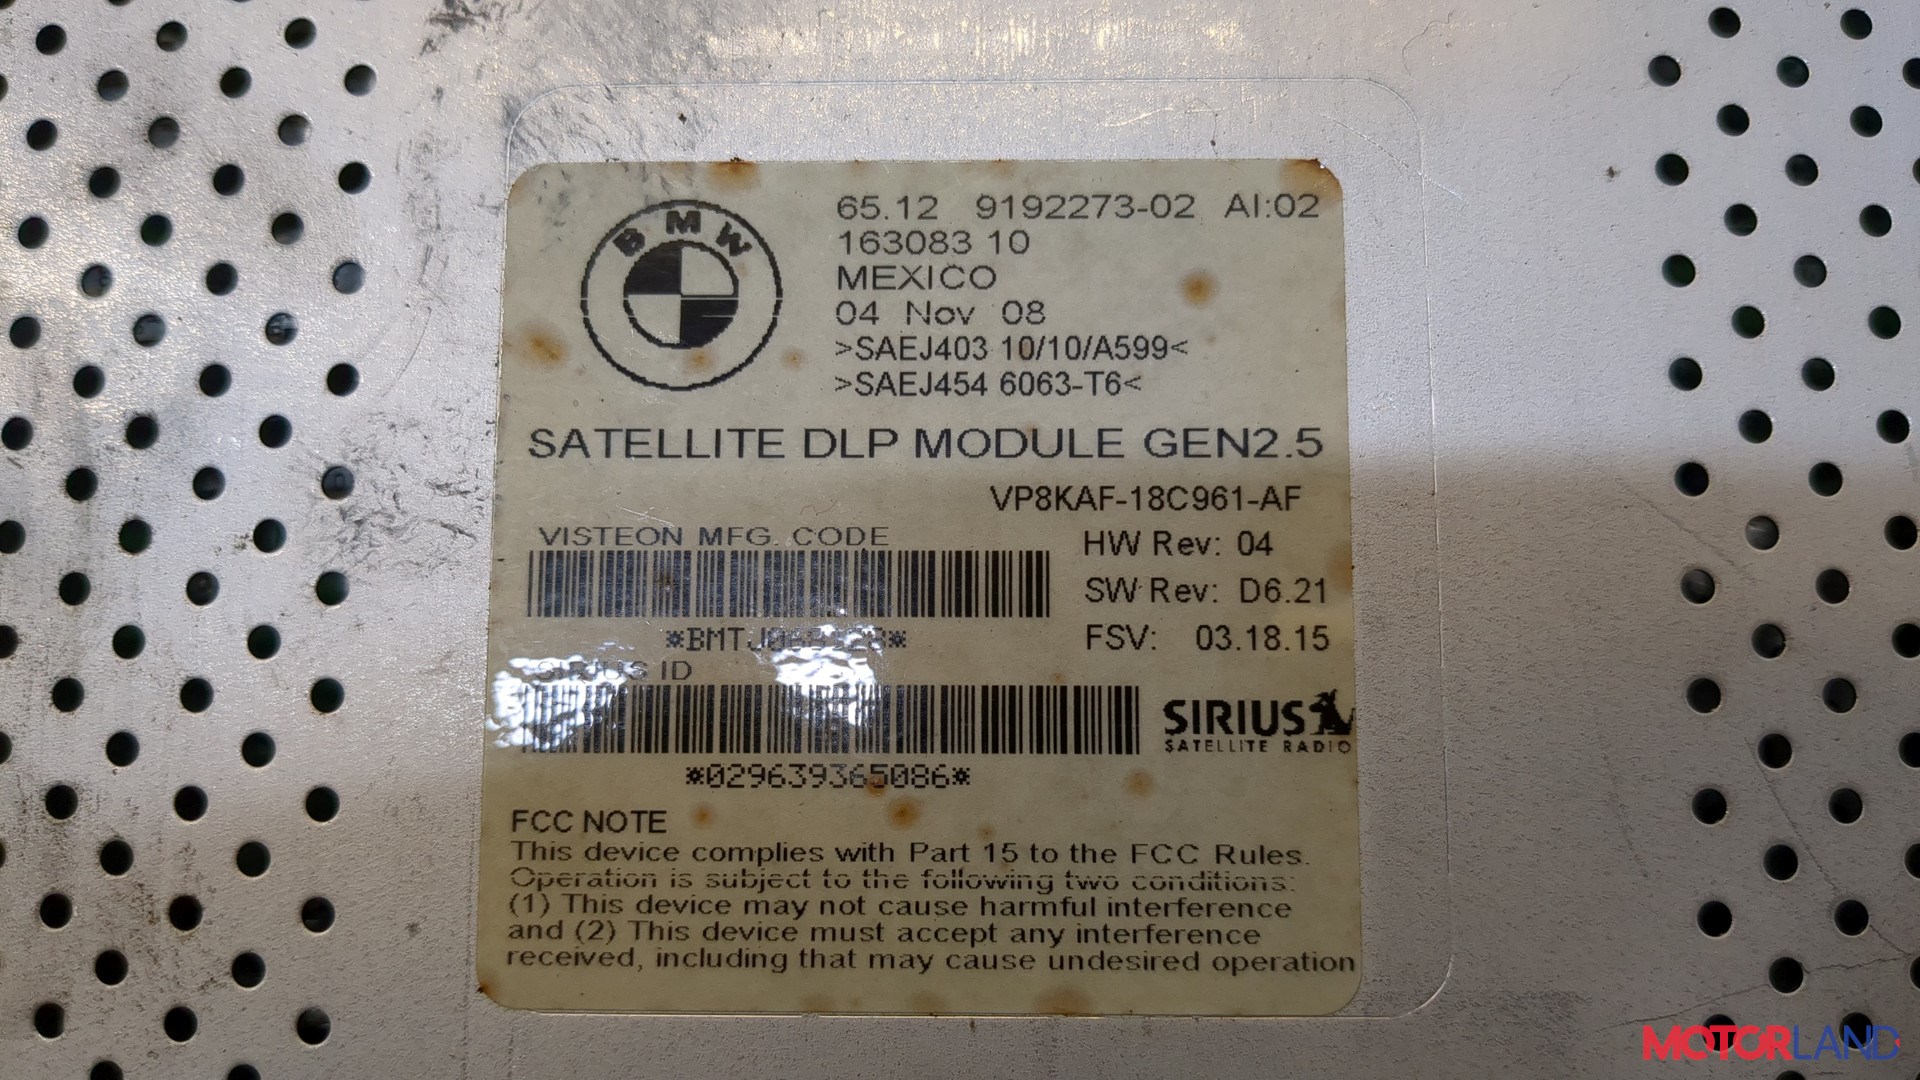 BMW
65.12 9192273-02 AI:02
163083 10
MEXICO
04 Nov 08
>SAEJ403 10/10/A599<
>SAEJ454 6063-T6<
SATELLITE DLP MODULE GEN2.5
VP8KAF-18C961-AF
VISTEON MFG. CODE
HW Rev: 04
SW Rev: D6.21
FSV: 03.18.15
SIRIUS ID
SIRIUS
SATELLITE RADIO
*029639365086*
FCC NOTE
This device complies with Part 15 to the FCC Rules.
Operation is subject to the following two conditions:
(1) This device may not cause harmful interference
and (2) This device must accept any interference
received, including that may cause undesired operation
MOTORLAND